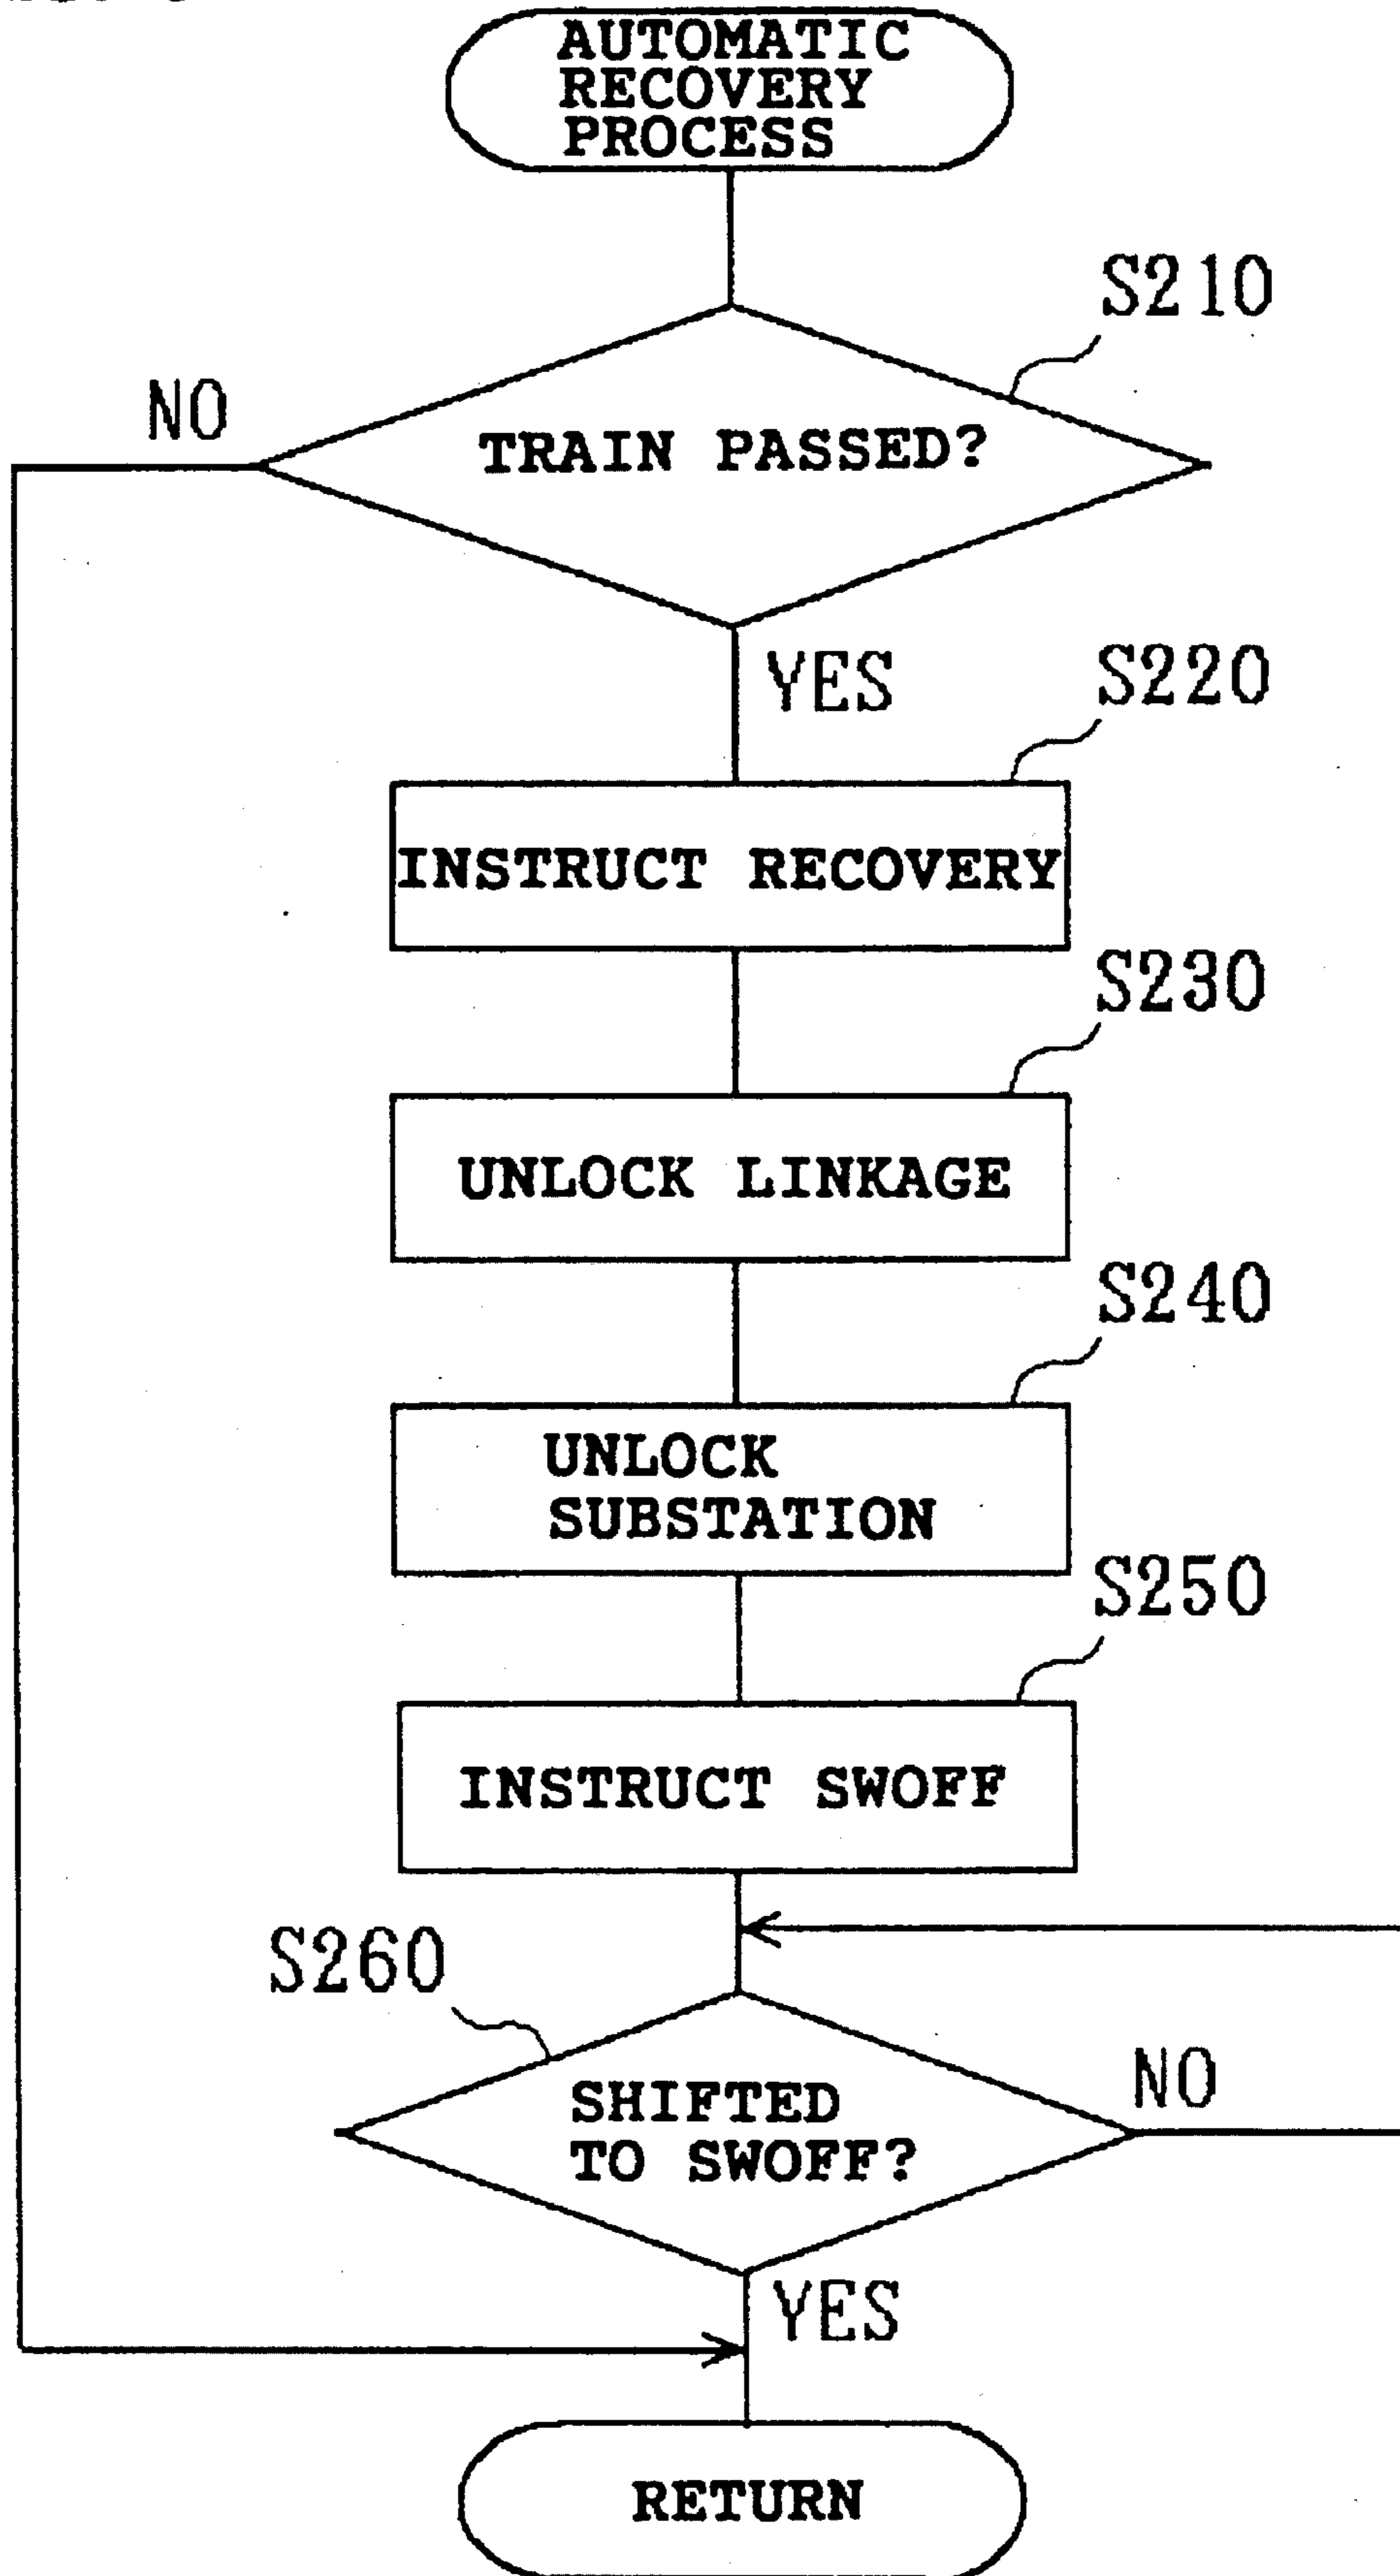 AUTOMATIC
RECOVERY
PROCESS
S210
NO
TRAIN PASSED?
YES
S220
INSTRUCT RECOVERY
S230
UNLOCK LINKAGE
S240
UNLOCK
SUBSTATION
S250
INSTRUCT SWOFF
S260
NO
SHIFTED
TO SWOFF?
YES
RETURN